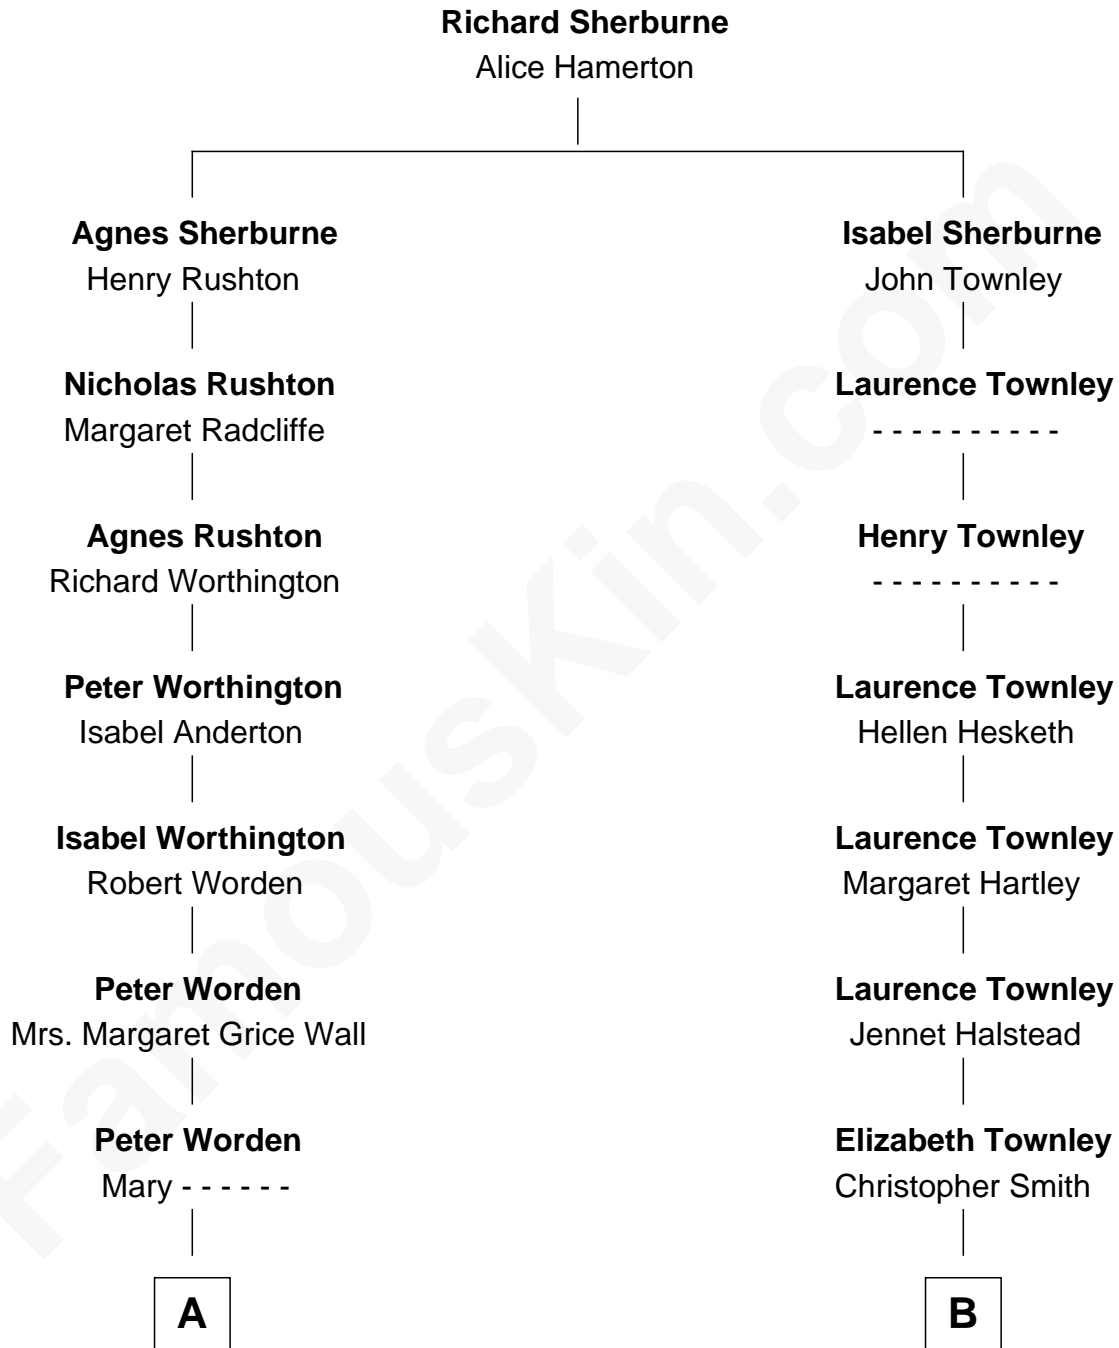 Richard Sherburne
Alice Hamerton
Agnes Sherburne
Henry Rushton
Isabel Sherburne
John Townley
Nicholas Rushton
Margaret Radcliffe
Laurence Townley
- - - - - - - - - -
Agnes Rushton
Richard Worthington
Henry Townley
- - - - - - - - - -
Peter Worthington
Isabel Anderton
Laurence Townley
Hellen Hesketh
Isabel Worthington
Robert Worden
Laurence Townley
Margaret Hartley
Peter Worden
Mrs. Margaret Grice Wall
Laurence Townley
Jennet Halstead
Peter Worden
Mary - - - - - -
Elizabeth Townley
Christopher Smith
A
B
FamousKin.com